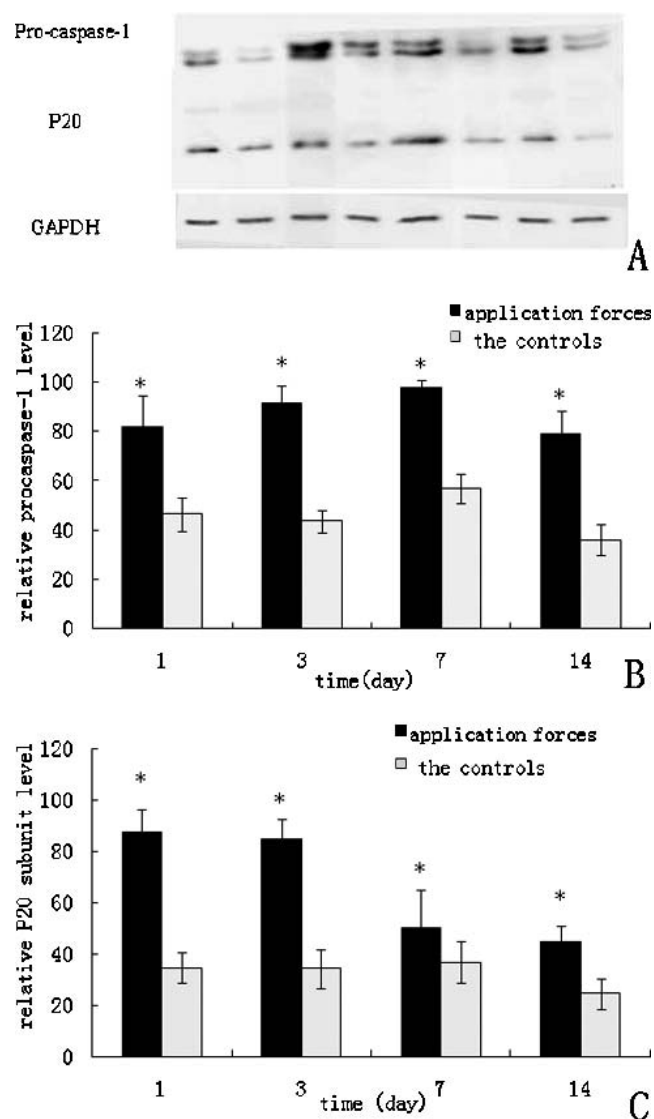 Pro-caspase-1
P20
GAPDH
A
application forces
the controls
relative procaspase-1 level
120
100
80
60
40
20
0
* * * *
1 3 7 14
time(day)
B
application forces
the controls
relative P20 subunit level
120
100
80
60
40
20
0
* * * *
1 3 7 14
time (day)
C